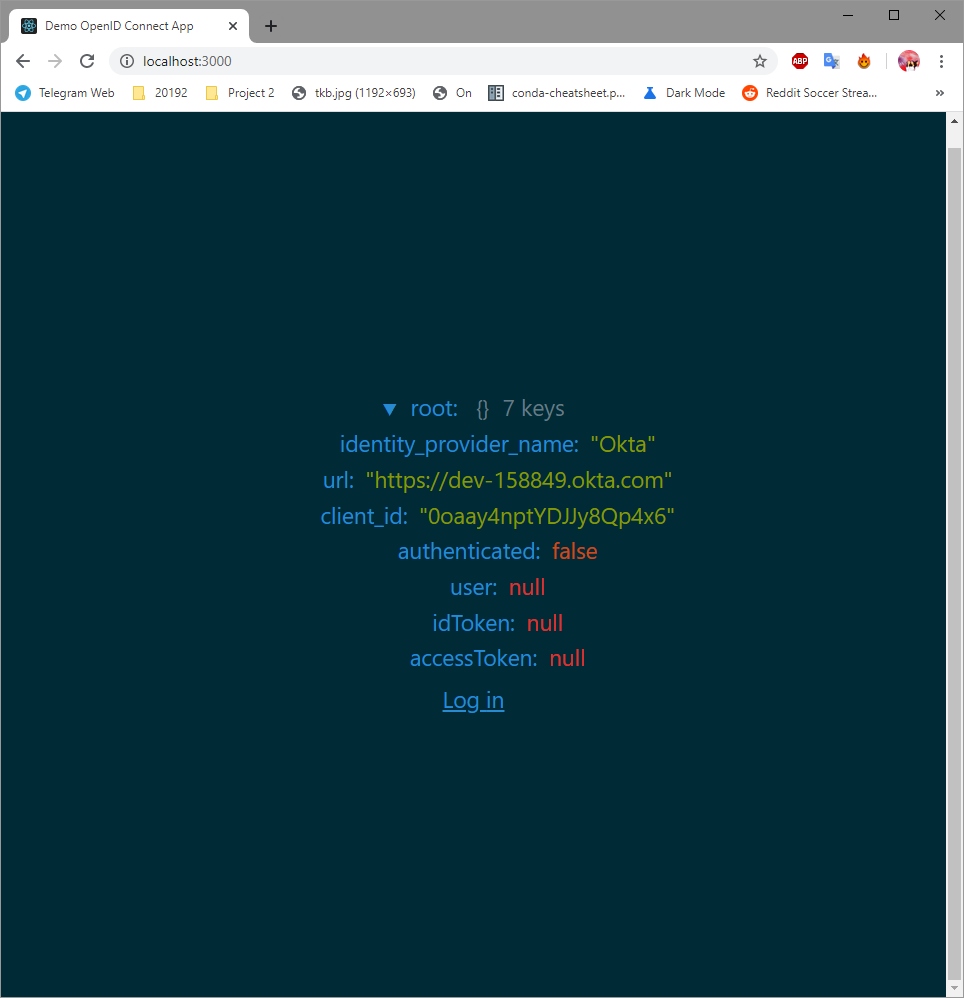 Demo OpenID Connect App
localhost:3000
ABP
Telegram Web 20192 Project 2 tkb.jpg (1192×693) On conda-cheatsheet.p... Dark Mode Reddit Soccer Strea... »
▼ root: {} 7 keys
identity_provider_name: "Okta"
url: "https://dev-158849.okta.com"
client_id: "0oaay4nptYDJJy8Qp4x6"
authenticated: false
user: null
idToken: null
accessToken: null
Log in